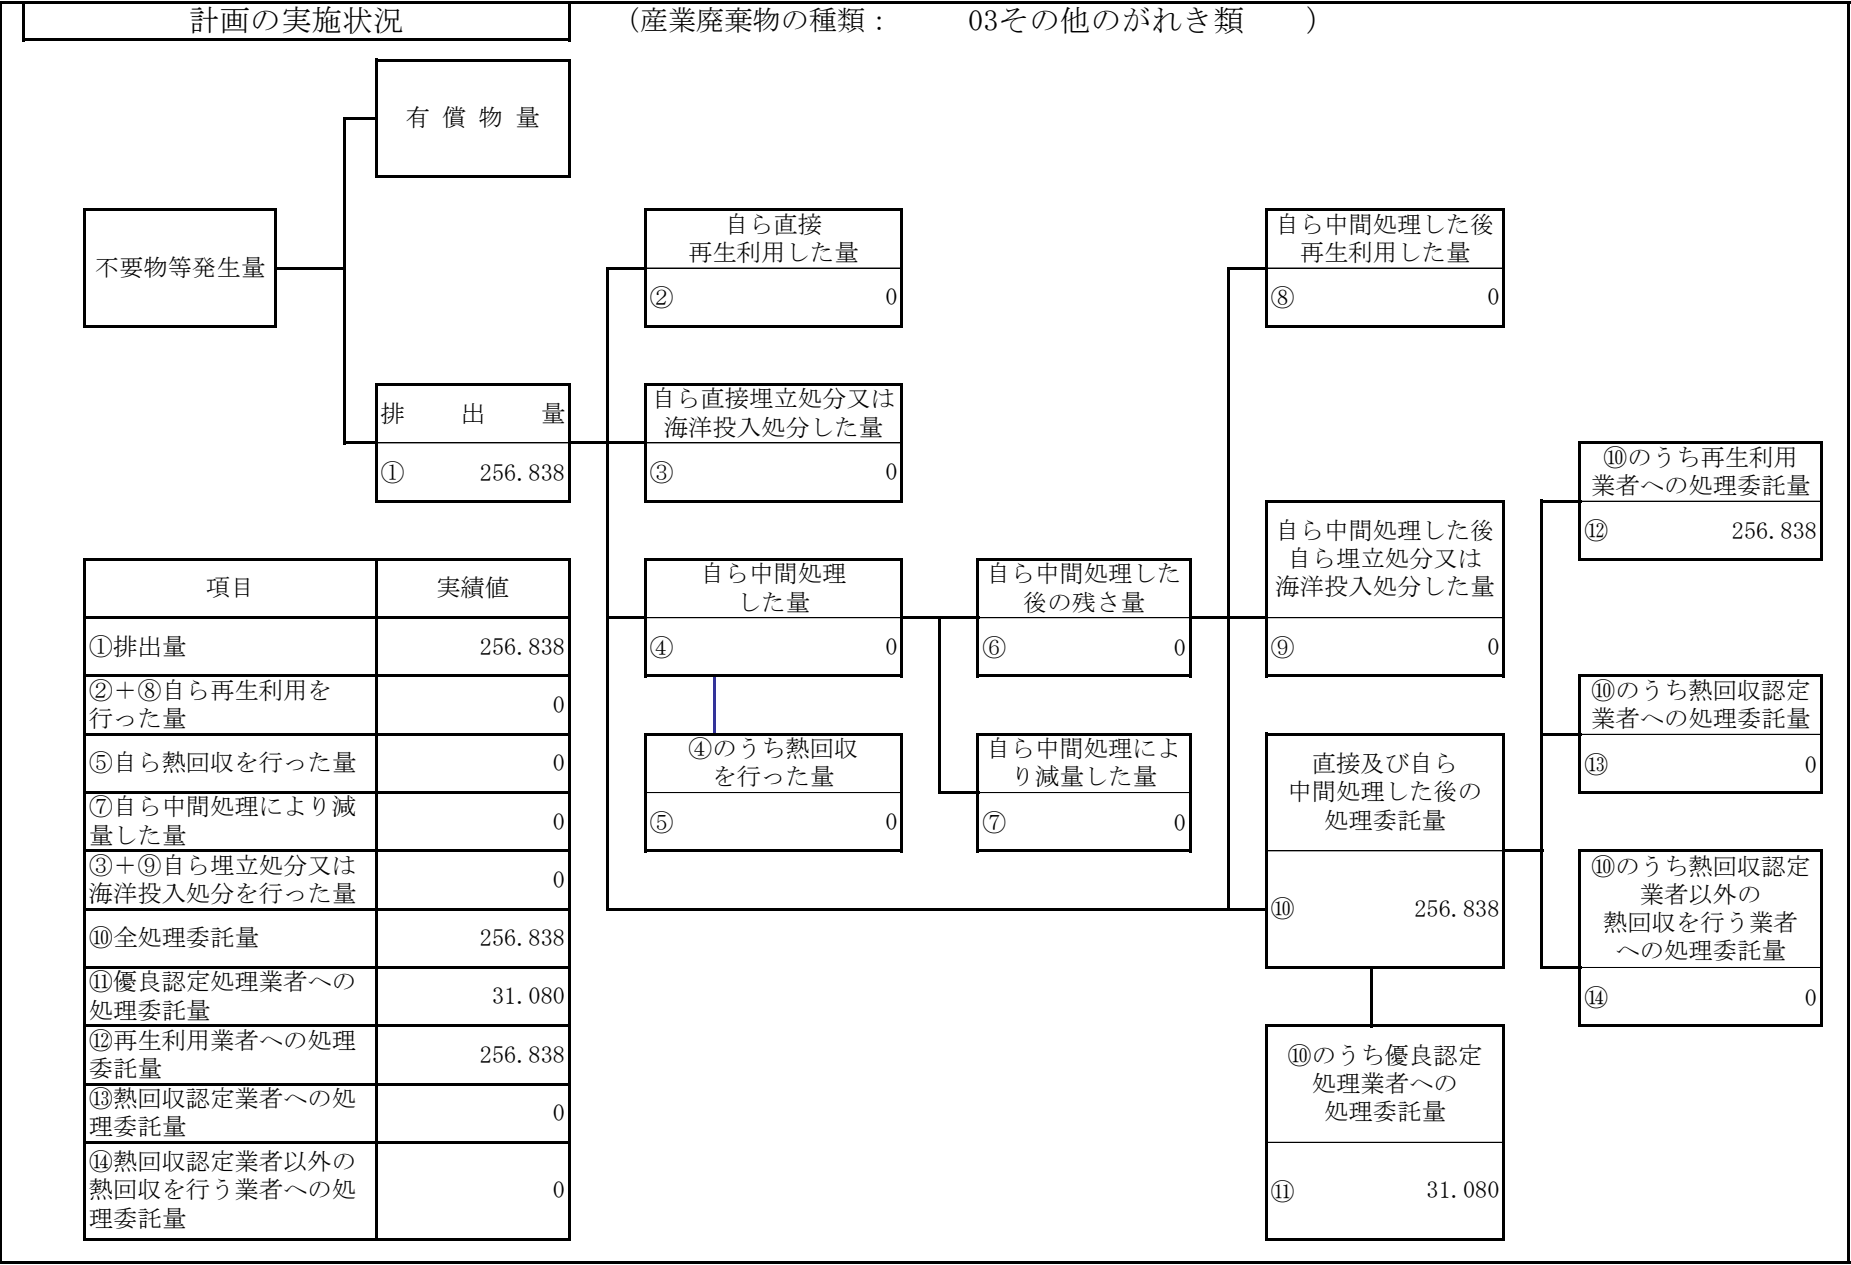 計画の実施状況 (産業廃棄物の種類： 03その他のがれき類 )
有 償 物 量
不要物等発生量
自ら直接
再生利用した量
② 0
自ら中間処理した後
再生利用した量
⑧ 0
排 出 量
① 256.838
自ら直接埋立処分又は
海洋投入処分した量
③ 0
⑩のうち再生利用
業者への処理委託量
⑫ 256.838
自ら中間処理した後
自ら埋立処分又は
海洋投入処分した量
⑨ 0
自ら中間処理
した量
④ 0
自ら中間処理した
後の残さ量
⑥ 0
⑩のうち熱回収認定
業者への処理委託量
⑬ 0
④のうち熱回収
を行った量
⑤ 0
自ら中間処理によ
り減量した量
⑦ 0
直接及び自ら
中間処理した後の
処理委託量
⑩ 256.838
⑩のうち熱回収認定
業者以外の
熱回収を行う業者
への処理委託量
⑭ 0
⑩のうち優良認定
処理業者への
処理委託量
⑪ 31.080
項目 実績値
①排出量 256.838
②＋⑧自ら再生利用を
行った量 0
⑤自ら熱回収を行った量 0
⑦自ら中間処理により減
量した量 0
③＋⑨自ら埋立処分又は
海洋投入処分を行った量 0
⑩全処理委託量 256.838
⑪優良認定処理業者への
処理委託量 31.080
⑫再生利用業者への処理
委託量 256.838
⑬熱回収認定業者への処
理委託量 0
⑭熱回収認定業者以外の
熱回収を行う業者への処
理委託量 0